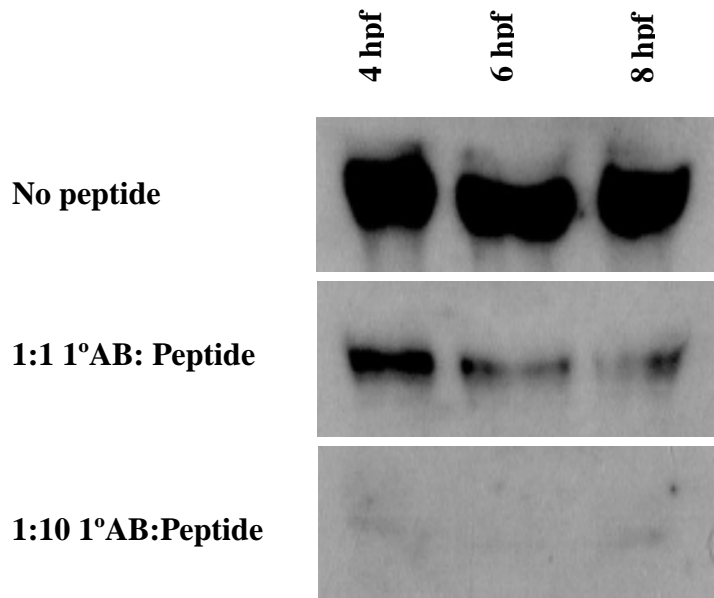 4 hpf
6 hpf
8 hpf
No peptide
1:1 1ºAB: Peptide
1:10 1ºAB:Peptide